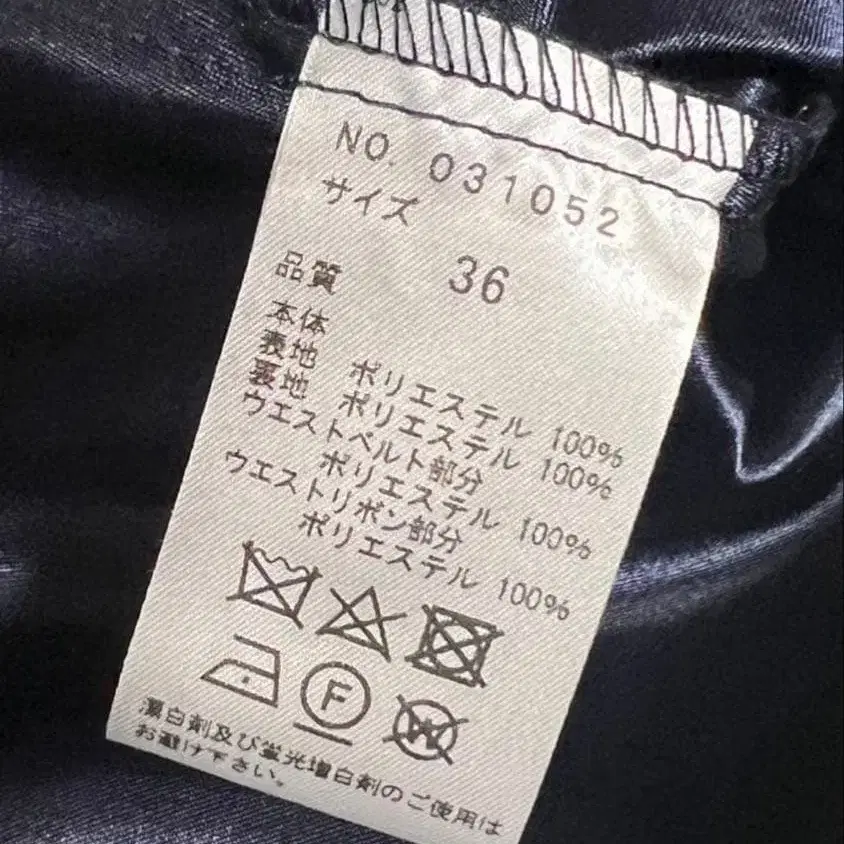 NO. 031052
サイズ
36
品質
本体
表地 ポリエステル 100%
裏地 ポリエステル 100%
ウエストベルト部分
ポリエステル 100%
ウエストリボン部分
ポリエステル 100%
F
W
漂白剤及び蛍光増白剤のご使用は
お避け下さい。